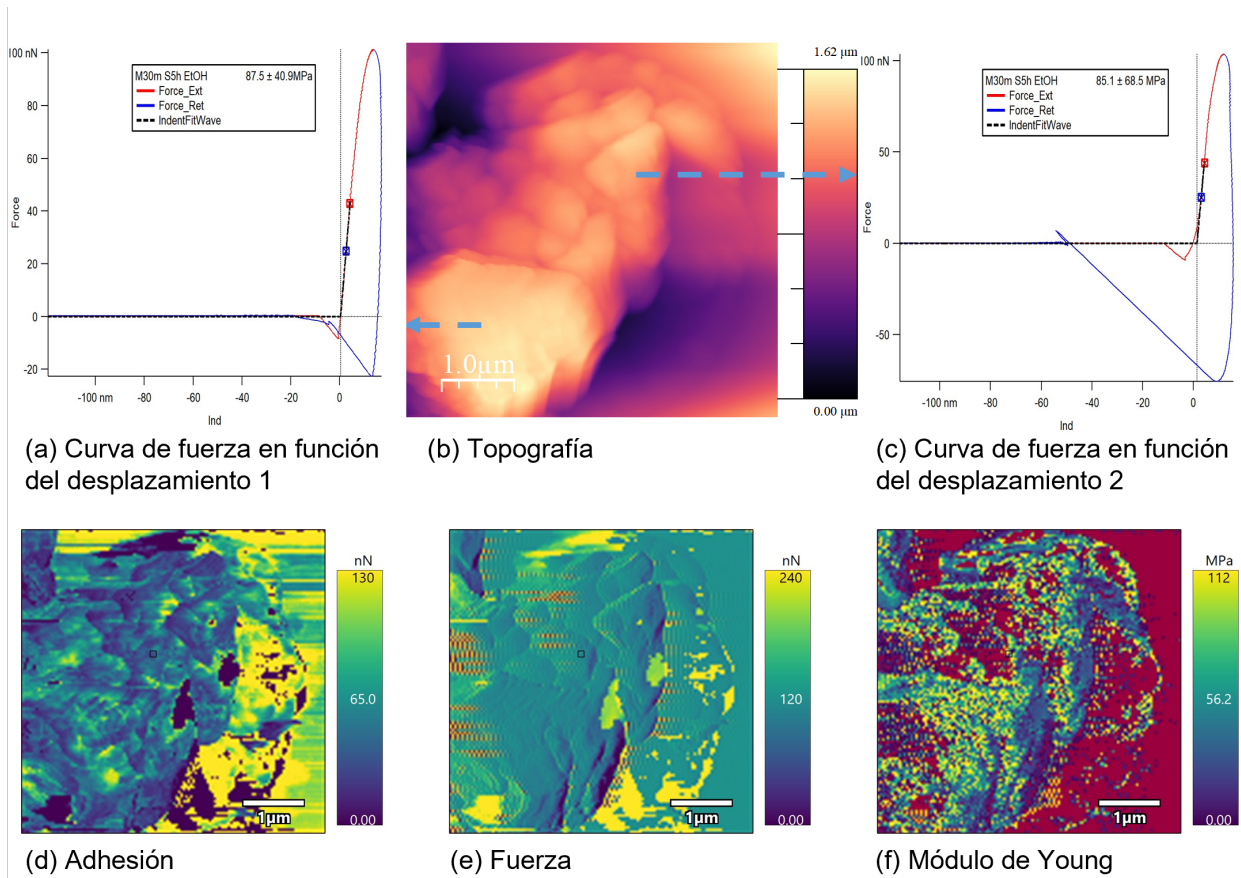 100 nN
80
60
40
20
0
-20
Force
M30m S5h EtOH 87.5 ± 40.9MPa
Force_Ext
Force_Ret
IndentFitWave
-100 nm
-80
-60
-40
-20
0
Ind
(a) Curva de fuerza en función
del desplazamiento 1
1.62 µm
1.0µm
0.00 µm
(b) Topografía
100 nN
50
0
-50
Force
M30m S5h EtOH 85.1 ± 68.5 MPa
Force_Ext
Force_Ret
IndentFitWave
-100 nm
-80
-60
-40
-20
0
Ind
(c) Curva de fuerza en función
del desplazamiento 2
nN
130
65.0
0.00
1µm
(d) Adhesión
nN
240
120
0.00
1µm
(e) Fuerza
MPa
112
56.2
0.00
1µm
(f) Módulo de Young